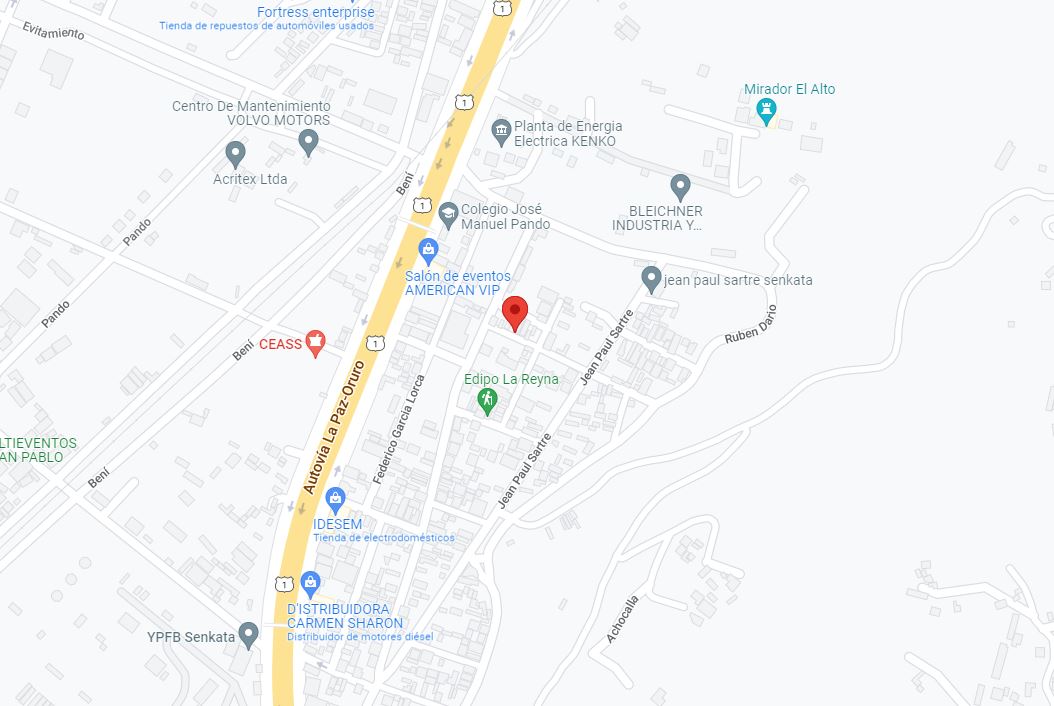 Fortress enterprise
Tienda de repuestos de automóviles usados
Evitamiento
1
Mirador El Alto
1
Centro De Mantenimiento
VOLVO MOTORS
Planta de Energia
Electrica KENKO
Acritex Ltda
Bení
1
Colegio José
Manuel Pando
BLEICHNER
INDUSTRIA Y...
Pando
Salón de eventos
AMERICAN VIP
jean paul sartre senkata
Pando
Bení
CEASS
1
Jean Paul Sartre
Ruben Dario
Edipo La Reyna
Autovía La Paz-Oruro
Federico Garcia Lorca
LTIEVENTOS
AN PABLO
Bení
Jean Paul Sartre
IDESEM
Tienda de electrodomésticos
1
D'ISTRIBUIDORA
CARMEN SHARON
Distribuidor de motores diésel
Achocalla
YPFB Senkata